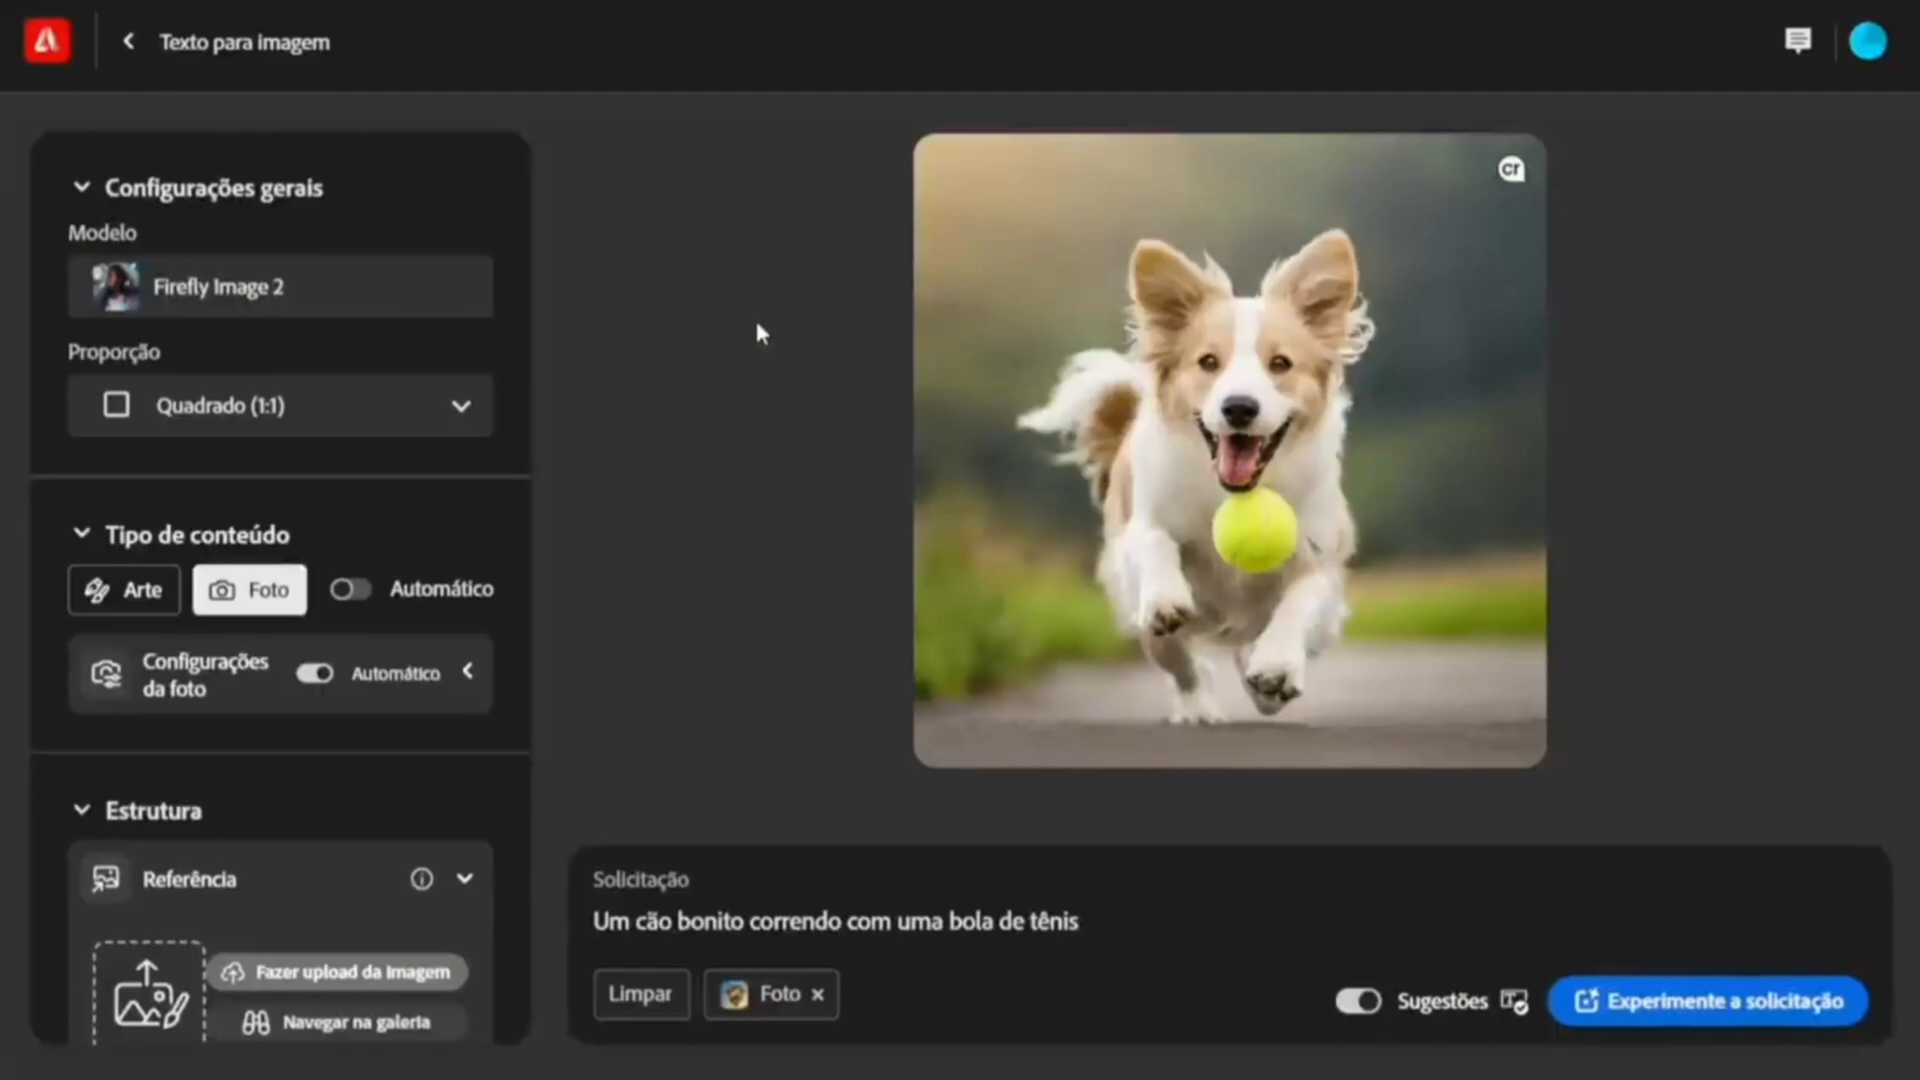 Texto para imagem
Configurações gerais
Modelo
Firefly Image 2
Proporção
Quadrado (1:1)
Tipo de conteúdo
Arte
Foto
Automático
Configurações
da foto
Automático
Estrutura
Referência
Fazer upload da imagem
Navegar na galeria
cr
Solicitação
Um cão bonito correndo com uma bola de tênis
Limpar
Foto
Sugestões
Experimente a solicitação